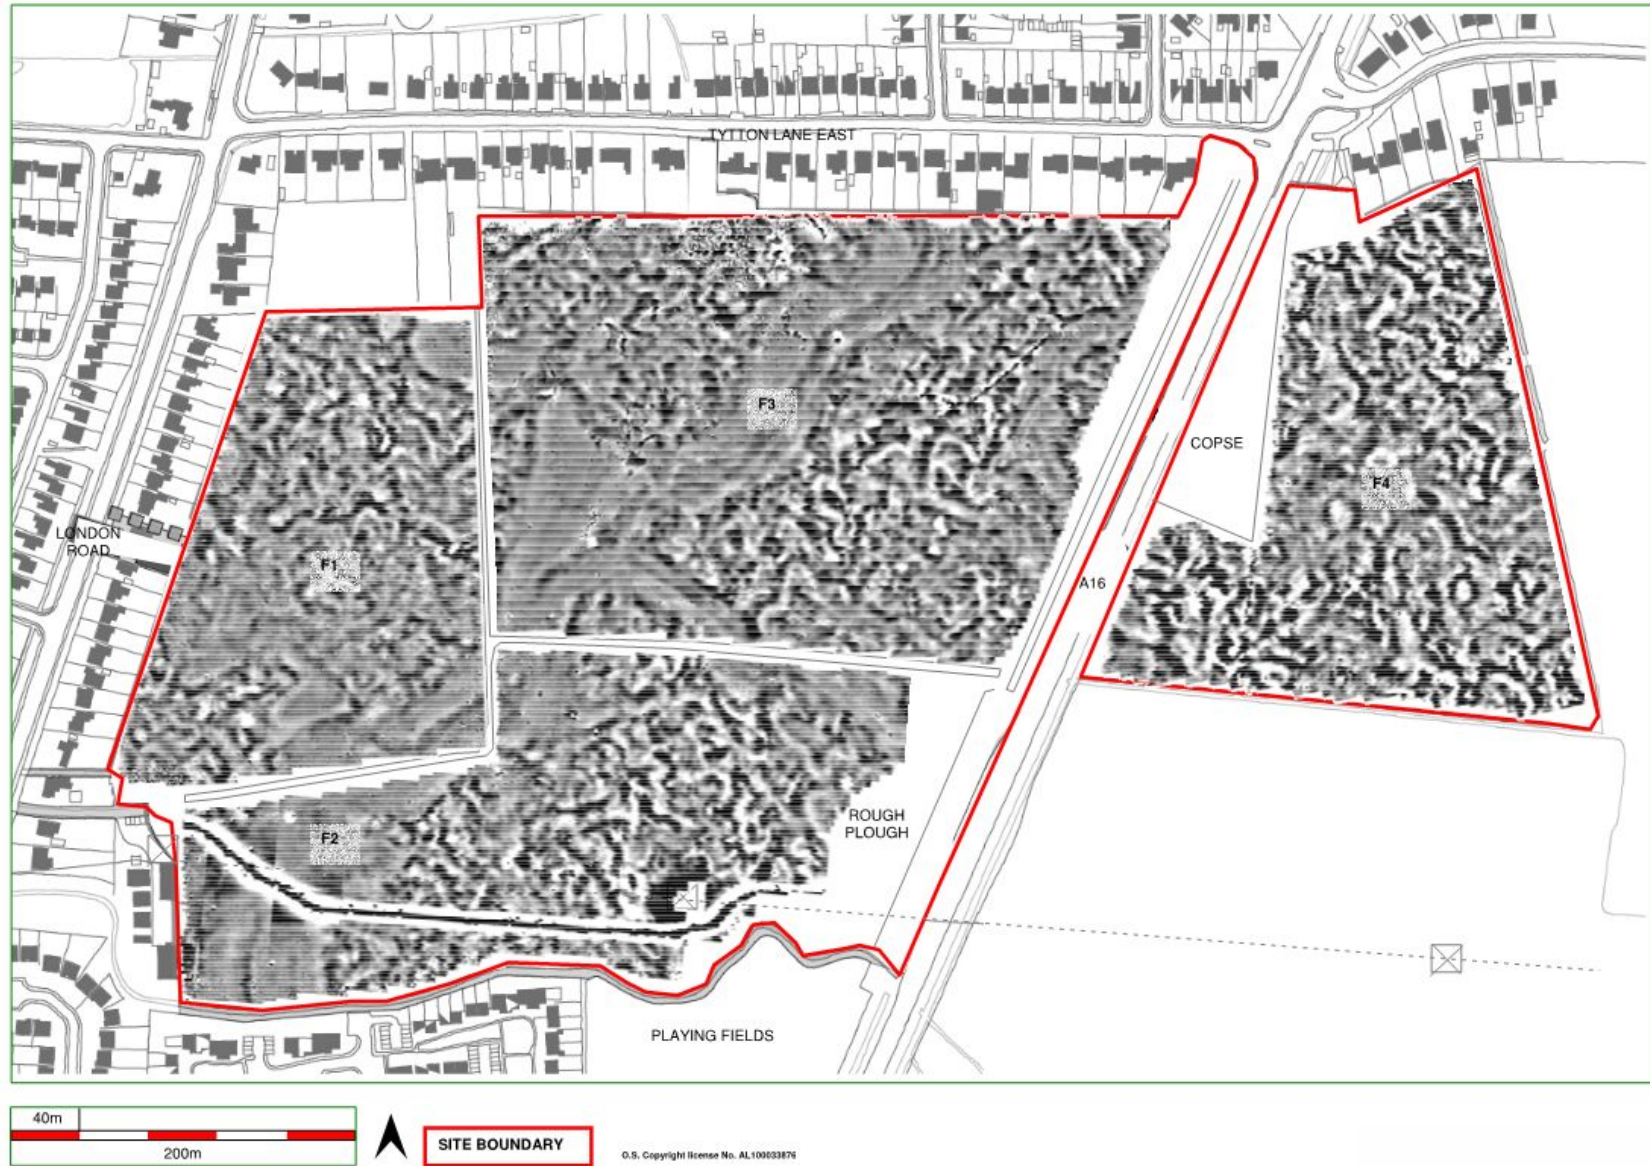 TYTTON LANE EAST
F3
COPSE
F4
LONDON
ROAD
F1
A16
ROUGH
PLOUGH
F2
PLAYING FIELDS
40m
200m
SITE BOUNDARY
O.S. Copyright license No. AL100033876